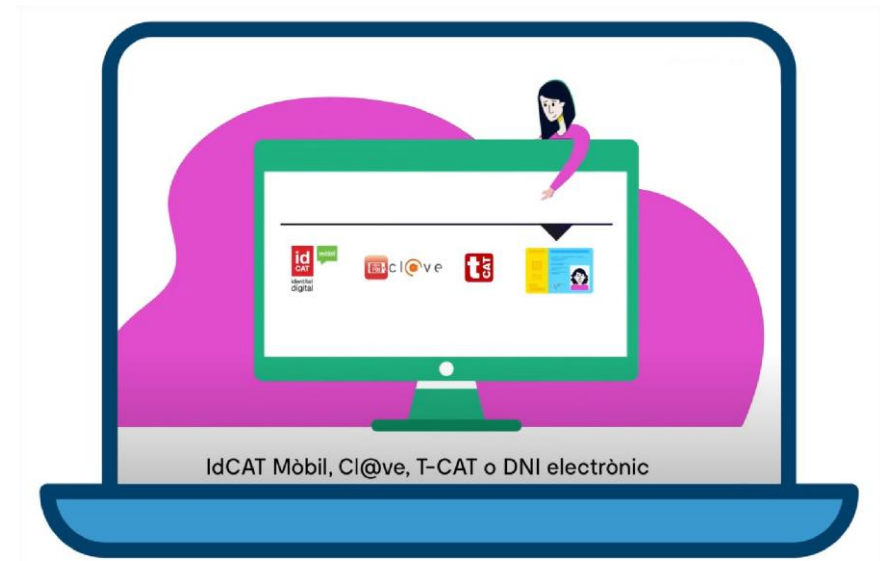 id
CAT
mòbil
identitat
digital
cl@ve
t
CAT
IdCAT Mòbil, Cl@ve, T-CAT o DNI electrònic